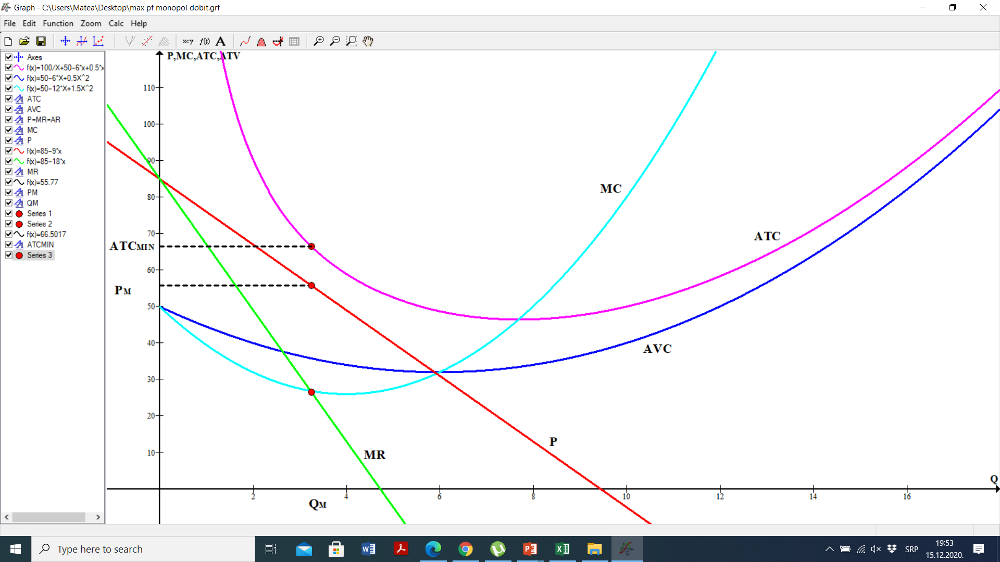 Graph - C:\Users\Matea\Desktop\max pf monopol dobit.grf
File Edit Function Zoom Calc Help
Axes
f(x)=100/X+50-6*x+0.5*x
f(x)=50-6*X+0.5X^2
f(x)=50-12*X+1.5X^2
ATC
AVC
P=MR=AR
MC
P
f(x)=85-9*x
f(x)=85-18*x
MR
f(x)=55.77
PM
QM
Series 1
Series 2
f(x)=66.5017
ATCMIN
Series 3
P,MC,ATC,ATV
110
100
90
80
70
60
50
40
30
20
10
ATCMIN
PM
MC
ATC
AVC
P
MR
Q
2 4 6 8 10 12 14 16
QM
Type here to search
SRP
19:53
15.12.2020.